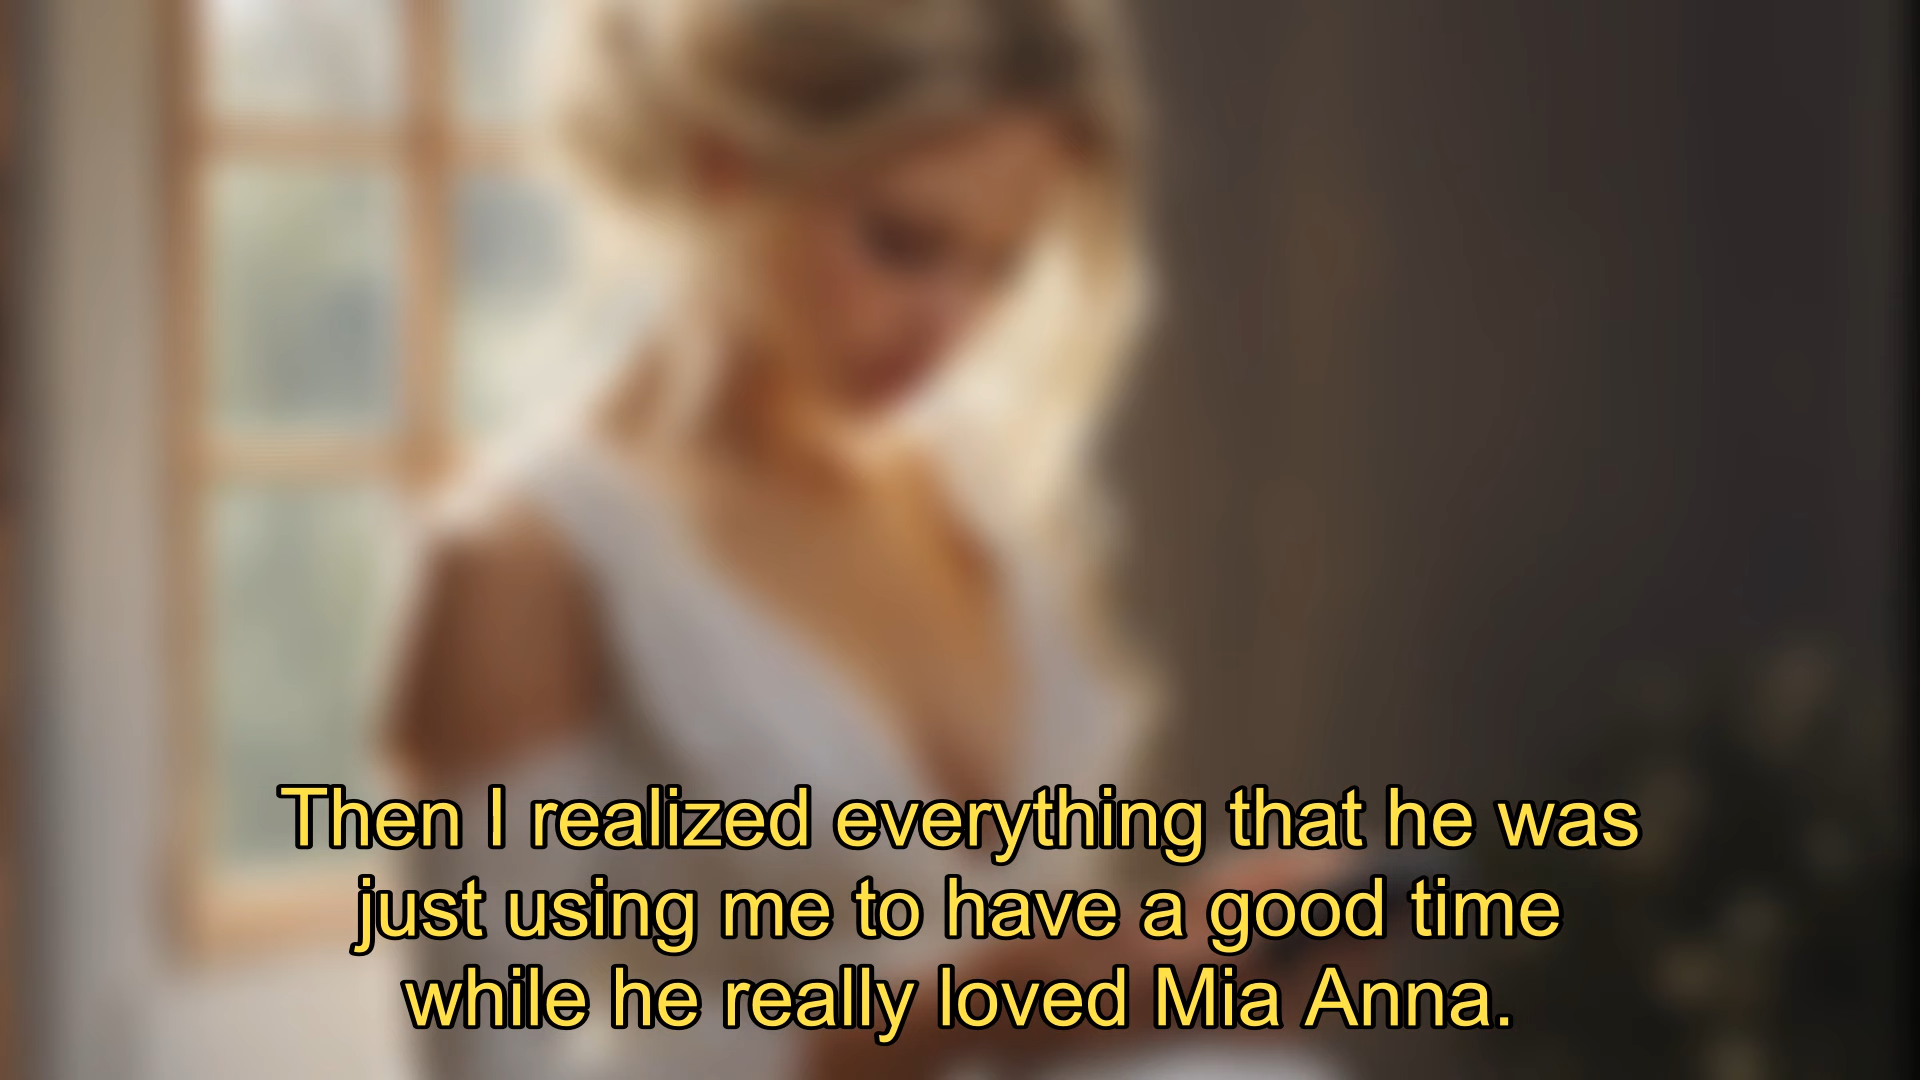 Then I realized everything that he was
just using me to have a good time
while he really loved Mia Anna.